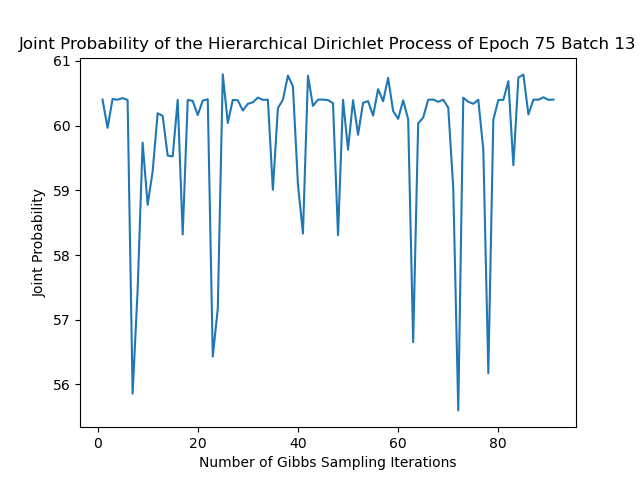 Joint Probability of the Hierarchical Dirichlet Process of Epoch 75 Batch 13
61
60
59
58
57
56
Joint Probability
0 20 40 60 80
Number of Gibbs Sampling Iterations